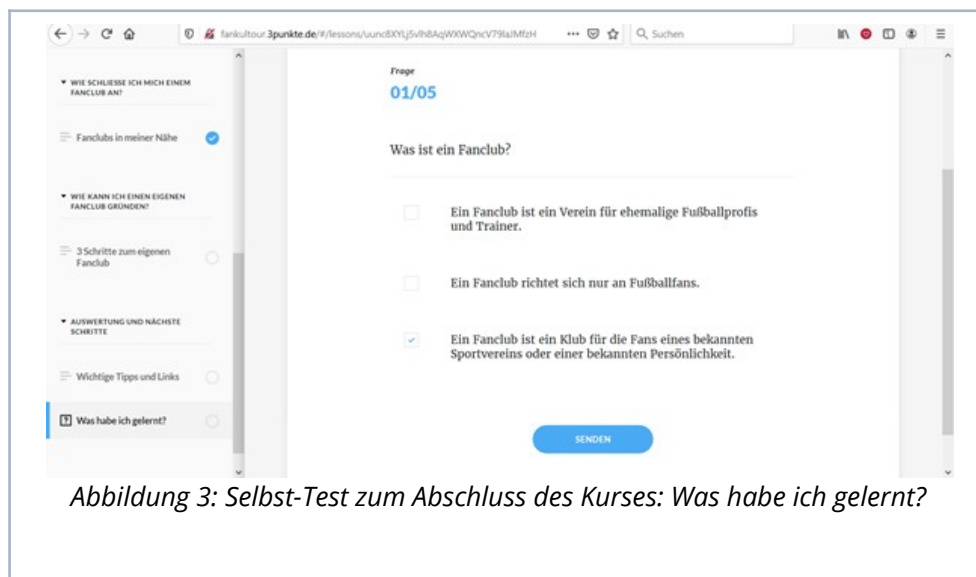 fankultour.3punkte.de/#/lessons/uunc8XYLj5vlh8AqWXWQncV79laJMfzH
Suchen
WIE SCHLIESSE ICH MICH EINEM
FANCLUB AN?
Fanclubs in meiner Nähe
WIE KANN ICH EINEN EIGENEN
FANCLUB GRÜNDEN?
3 Schritte zum eigenen
Fanclub
AUSWERTUNG UND NÄCHSTE
SCHRITTE
Wichtige Tipps und Links
Was habe ich gelernt?
Frage
01/05
Was ist ein Fanclub?
Ein Fanclub ist ein Verein für ehemalige Fußballprofis
und Trainer.
Ein Fanclub richtet sich nur an Fußballfans.
Ein Fanclub ist ein Klub für die Fans eines bekannten
Sportvereins oder einer bekannten Persönlichkeit.
SENDEN
Abbildung 3: Selbst-Test zum Abschluss des Kurses: Was habe ich gelernt?